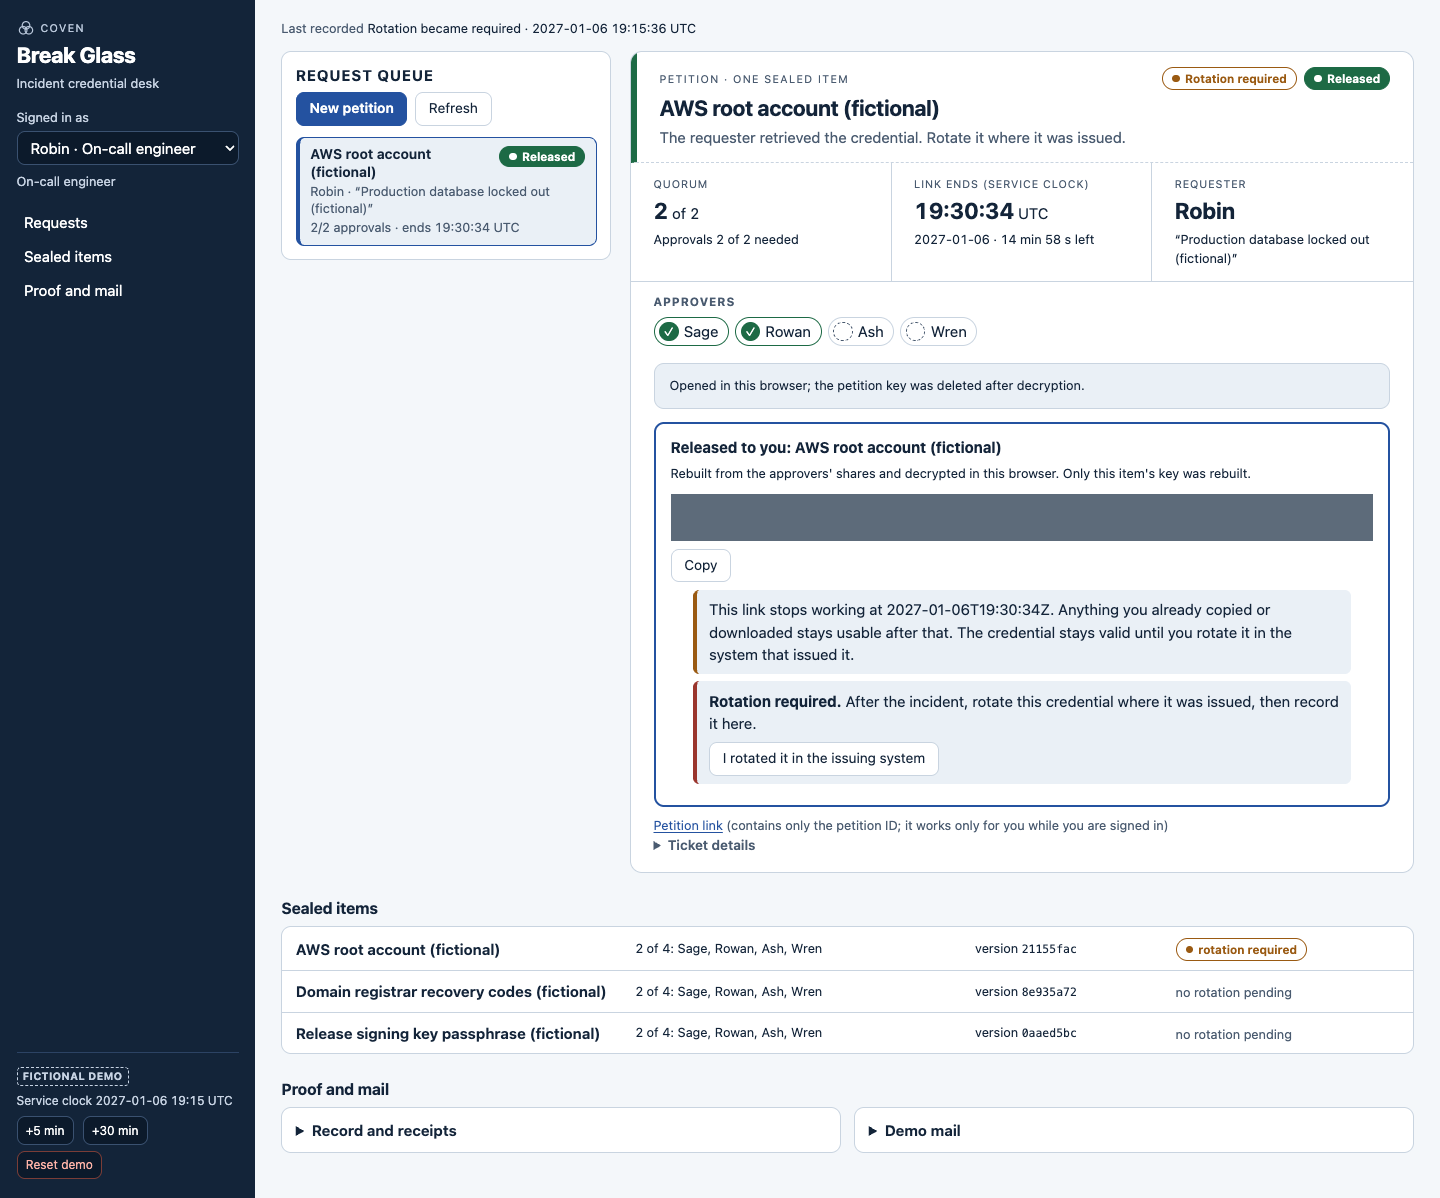 COVEN
Break Glass
Incident credential desk
Signed in as
Robin · On-call engineer
On-call engineer
Requests
Sealed items
Proof and mail
FICTIONAL DEMO
Service clock 2027-01-06 19:15 UTC
+5 min
+30 min
Reset demo
Last recorded Rotation became required · 2027-01-06 19:15:36 UTC
REQUEST QUEUE
New petition
Refresh
AWS root account
(fictional)
Released
Robin · “Production database locked out
(fictional)”
2/2 approvals · ends 19:30:34 UTC
PETITION · ONE SEALED ITEM
Rotation required
Released
AWS root account (fictional)
The requester retrieved the credential. Rotate it where it was issued.
QUORUM
2 of 2
Approvals 2 of 2 needed
LINK ENDS (SERVICE CLOCK)
19:30:34 UTC
2027-01-06 · 14 min 58 s left
REQUESTER
Robin
“Production database locked out
(fictional)”
APPROVERS
Sage
Rowan
Ash
Wren
Opened in this browser; the petition key was deleted after decryption.
Released to you: AWS root account (fictional)
Rebuilt from the approvers' shares and decrypted in this browser. Only this item's key was rebuilt.
Copy
This link stops working at 2027-01-06T19:30:34Z. Anything you already copied or
downloaded stays usable after that. The credential stays valid until you rotate it in the
system that issued it.
Rotation required. After the incident, rotate this credential where it was issued, then record
it here.
I rotated it in the issuing system
Petition link (contains only the petition ID; it works only for you while you are signed in)
Ticket details
Sealed items
AWS root account (fictional)
2 of 4: Sage, Rowan, Ash, Wren
version 21155fac
rotation required
Domain registrar recovery codes (fictional)
2 of 4: Sage, Rowan, Ash, Wren
version 8e935a72
no rotation pending
Release signing key passphrase (fictional)
2 of 4: Sage, Rowan, Ash, Wren
version 0aaed5bc
no rotation pending
Proof and mail
Record and receipts
Demo mail